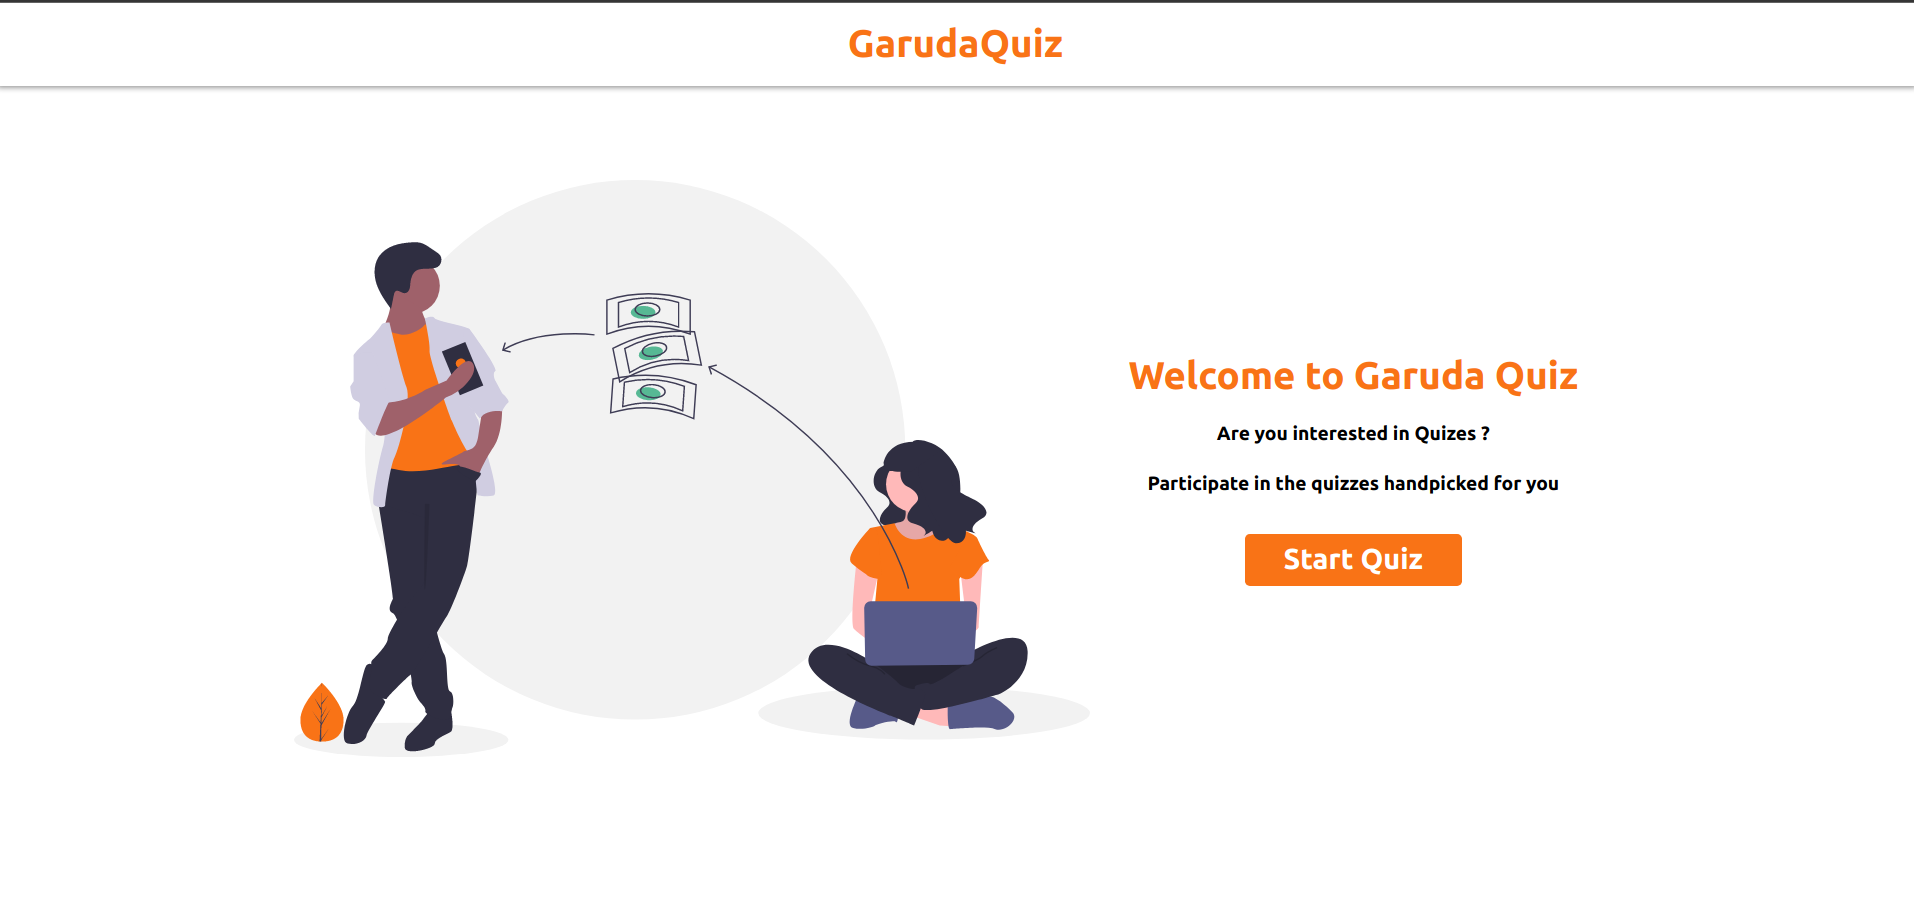 GarudaQuiz
Welcome to Garuda Quiz
Are you interested in Quizes ?
Participate in the quizzes handpicked for you
Start Quiz